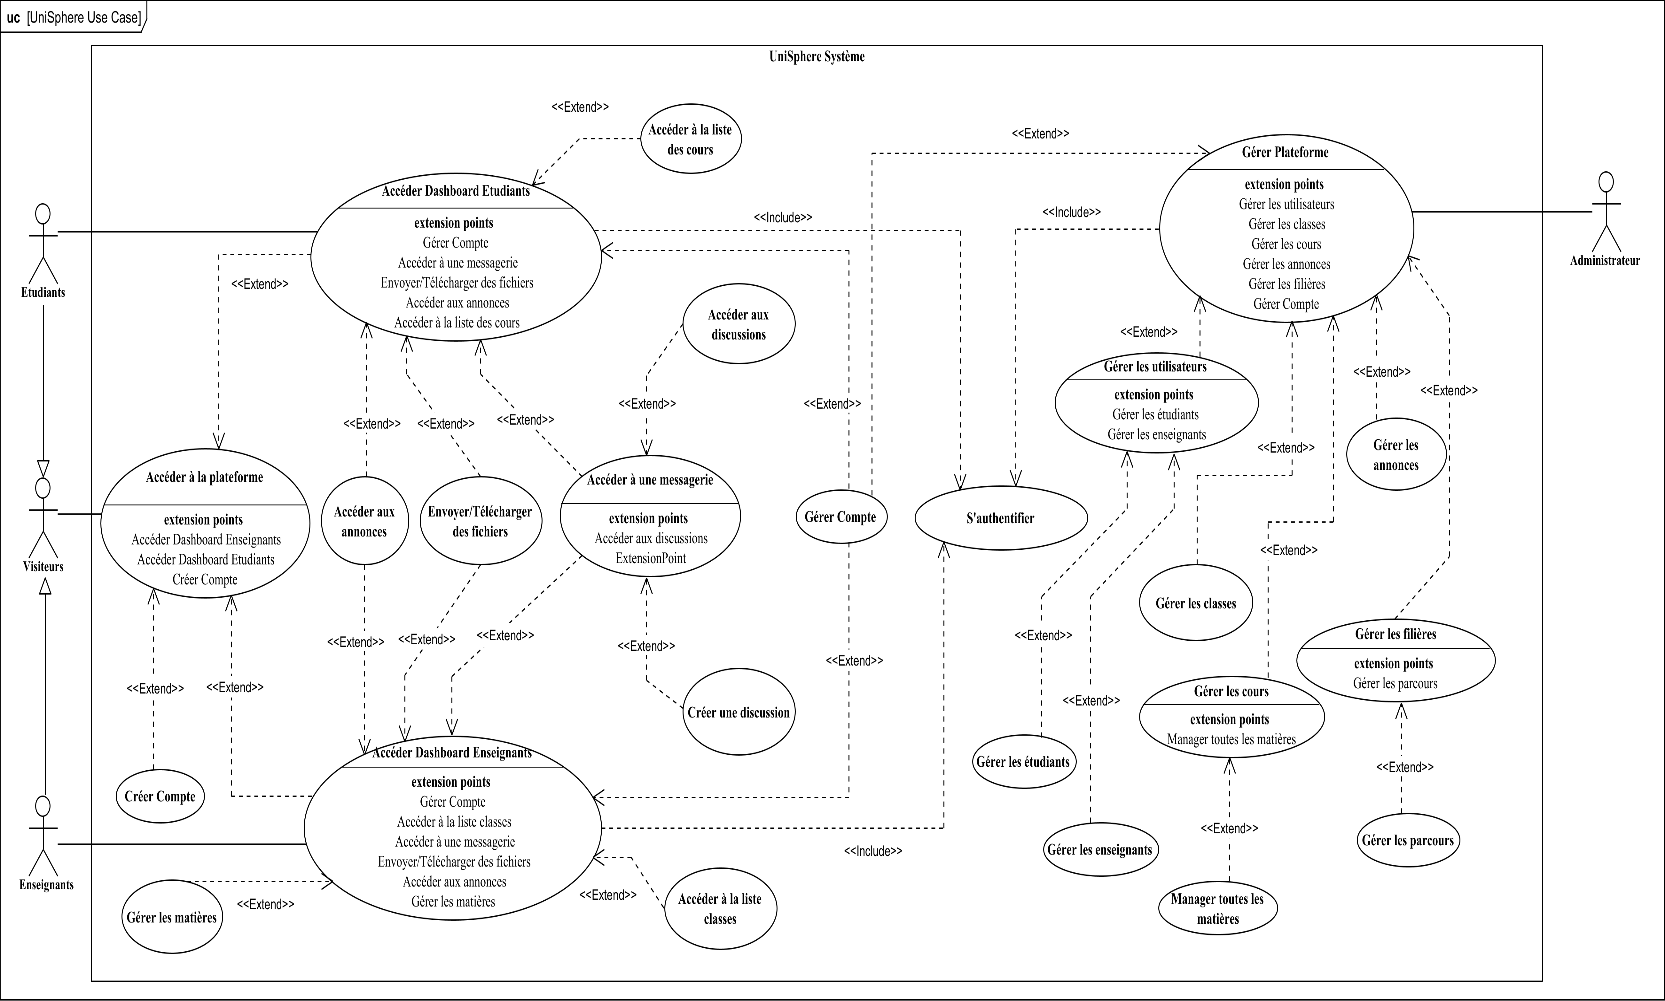 uc [UniSphere Use Case]
UniSphere Système
<<Extend>>
Accéder à la liste
des cours
<<Extend>>
Gérer Plateforme
extension points
Gérer les utilisateurs
Gérer les classes
Gérer les cours
Gérer les annonces
Gérer les filières
Gérer Compte
Accéder Dashboard Etudiants
extension points
Gérer Compte
Accéder à une messagerie
Envoyer/Télécharger des fichiers
Accéder aux annonces
Accéder à la liste des cours
<<Include>>
<<Include>>
Administrateur
Etudiants
<<Extend>>
Accéder aux
discussions
<<Extend>>
Gérer les utilisateurs
extension points
Gérer les étudiants
Gérer les enseignants
<<Extend>>
<<Extend>>
<<Extend>>
<<Extend>>
<<Extend>>
<<Extend>>
<<Extend>>
<<Extend>>
Gérer les
annonces
Accéder à la plateforme
extension points
Accéder Dashboard Enseignants
Accéder Dashboard Etudiants
Créer Compte
Accéder aux
annonces
Envoyer/Télécharger
des fichiers
Accéder à une messagerie
extension points
Accéder aux discussions
ExtensionPoint
Gérer Compte
S'authentifier
<<Extend>>
Visiteurs
Gérer les classes
<<Extend>>
<<Extend>>
<<Extend>>
<<Extend>>
<<Extend>>
<<Extend>>
Gérer les filières
extension points
Gérer les parcours
<<Extend>>
<<Extend>>
<<Extend>>
Gérer les cours
extension points
Manager toutes les matières
Créer une discussion
Accéder Dashboard Enseignants
extension points
Gérer Compte
Accéder à la liste classes
Accéder à une messagerie
Envoyer/Télécharger des fichiers
Accéder aux annonces
Gérer les matières
Gérer les étudiants
<<Extend>>
Créer Compte
<<Extend>>
Gérer les parcours
<<Include>>
Gérer les enseignants
Enseignants
<<Extend>>
<<Extend>>
Gérer les matières
Accéder à la liste
classes
Manager toutes les
matières